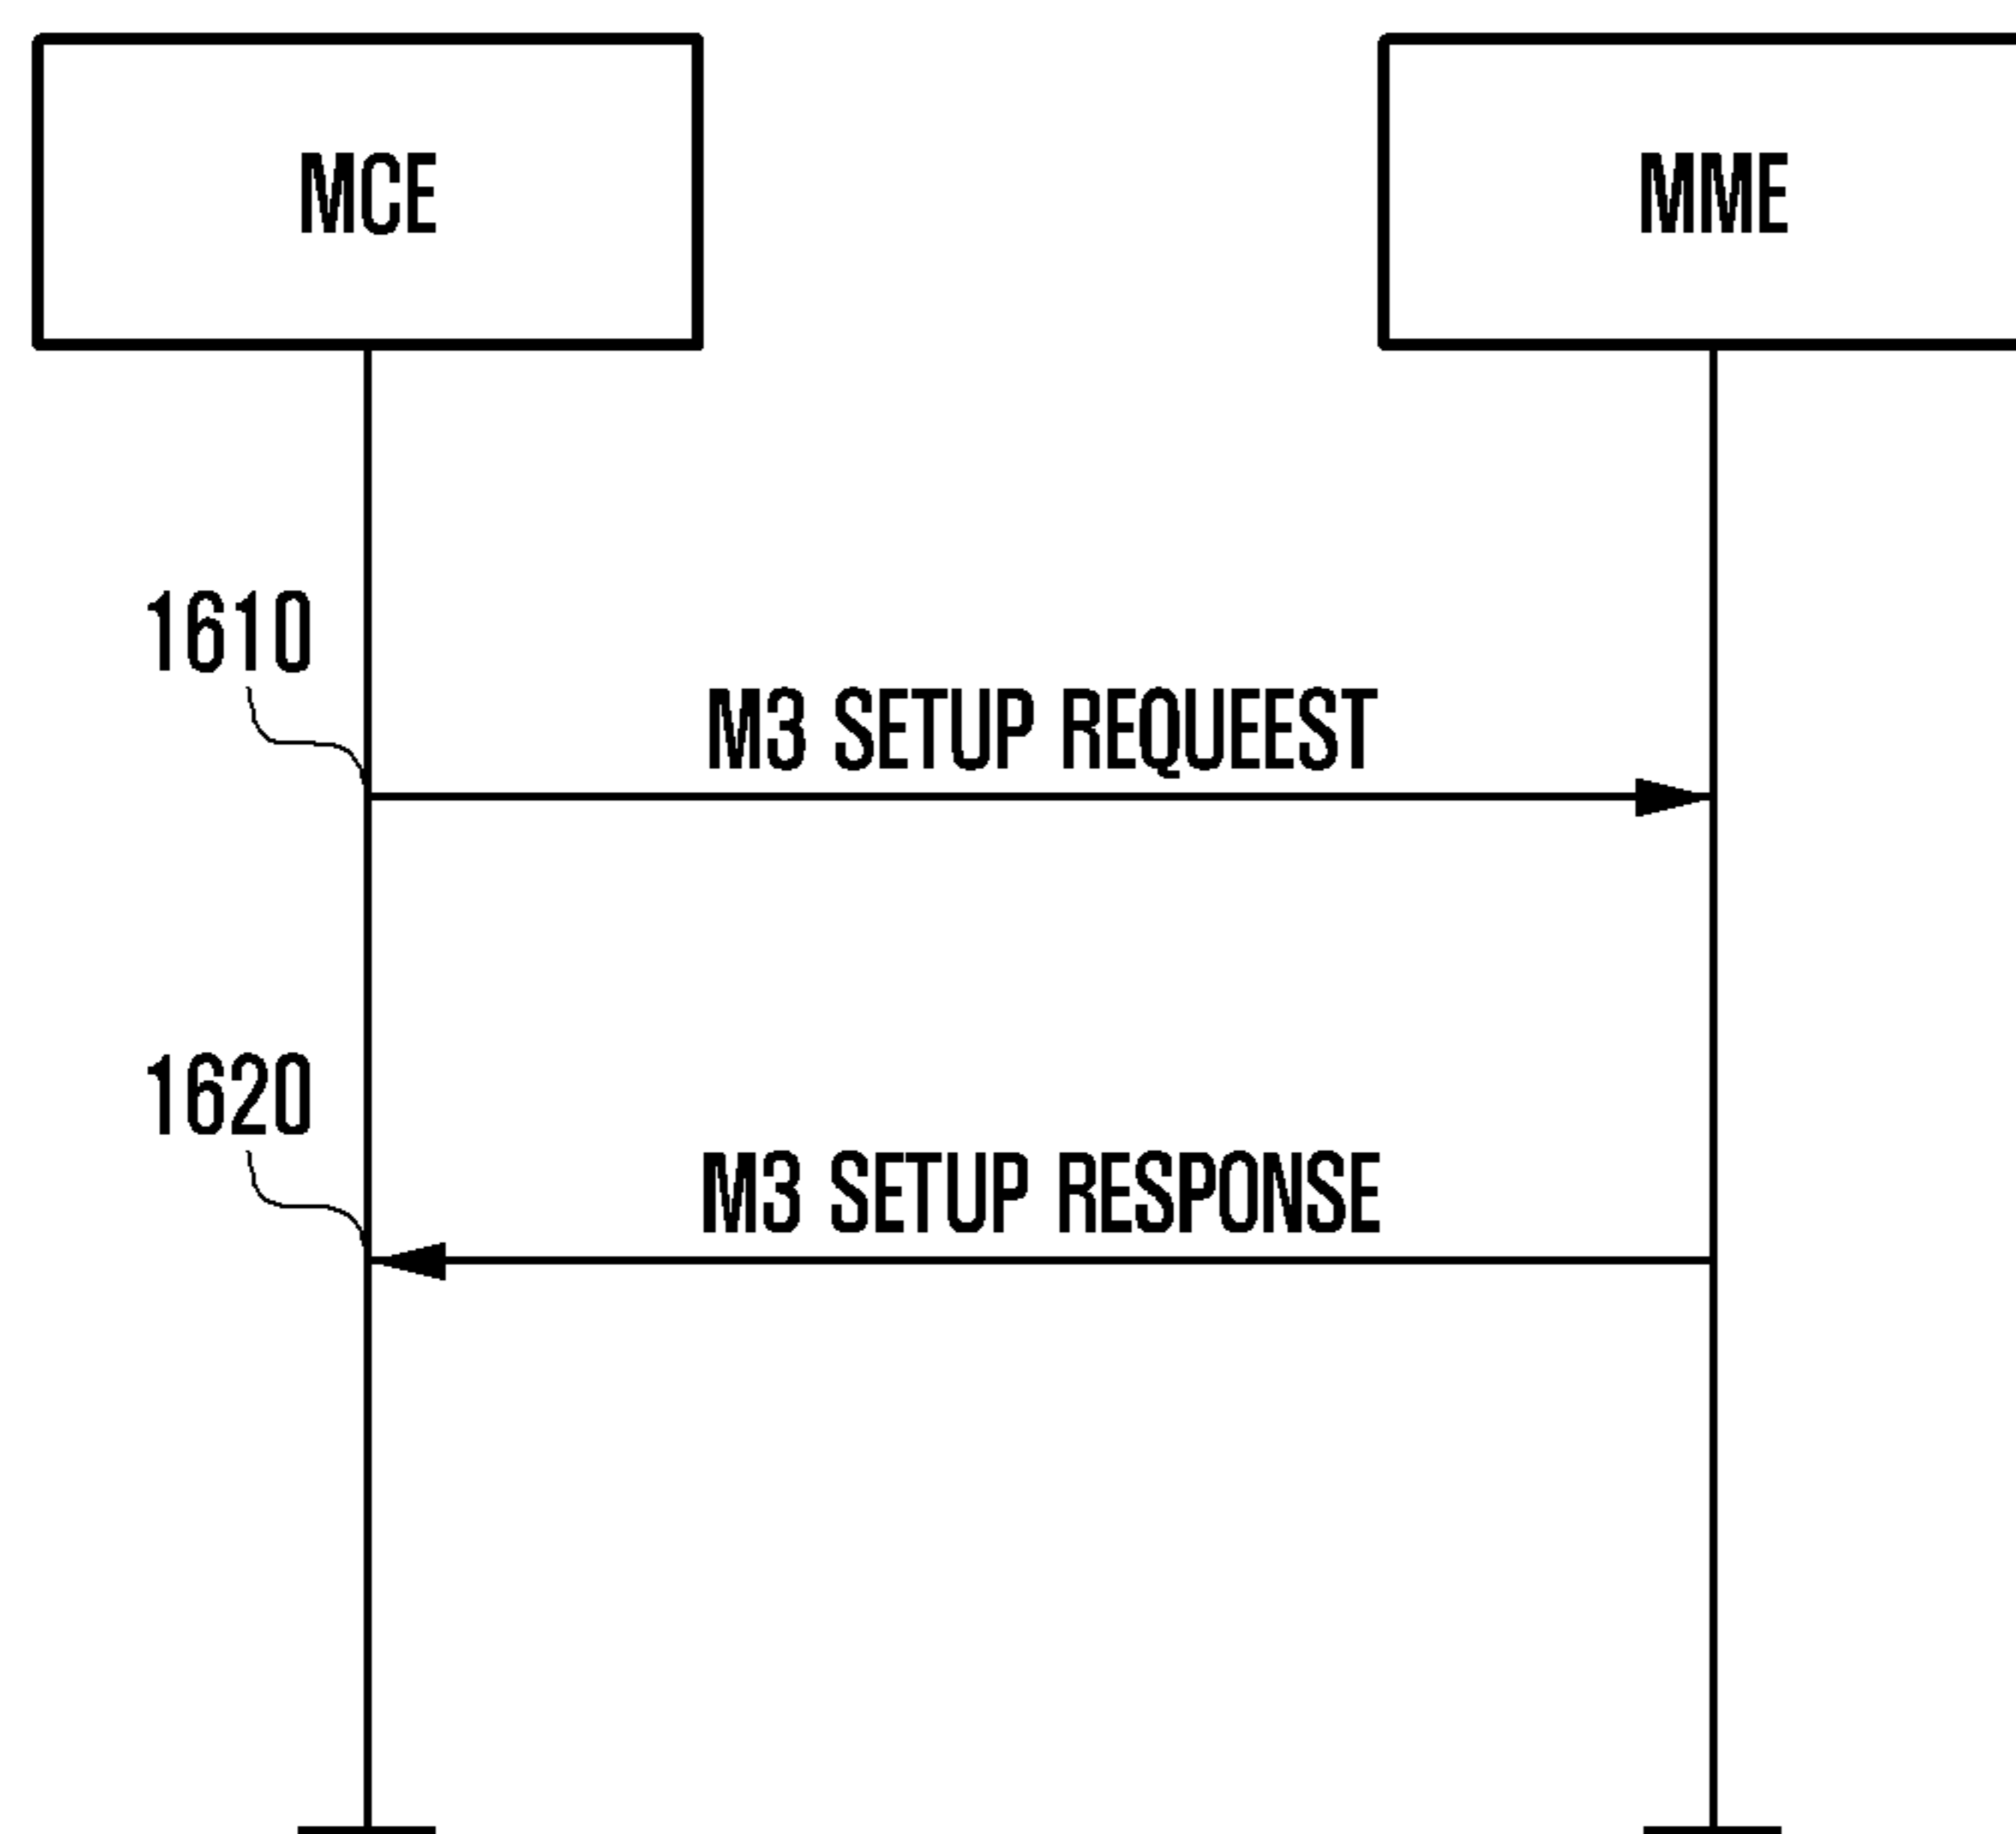 MCE
MME
1610
M3 SETUP REQUEEST
1620
M3 SETUP RESPONSE